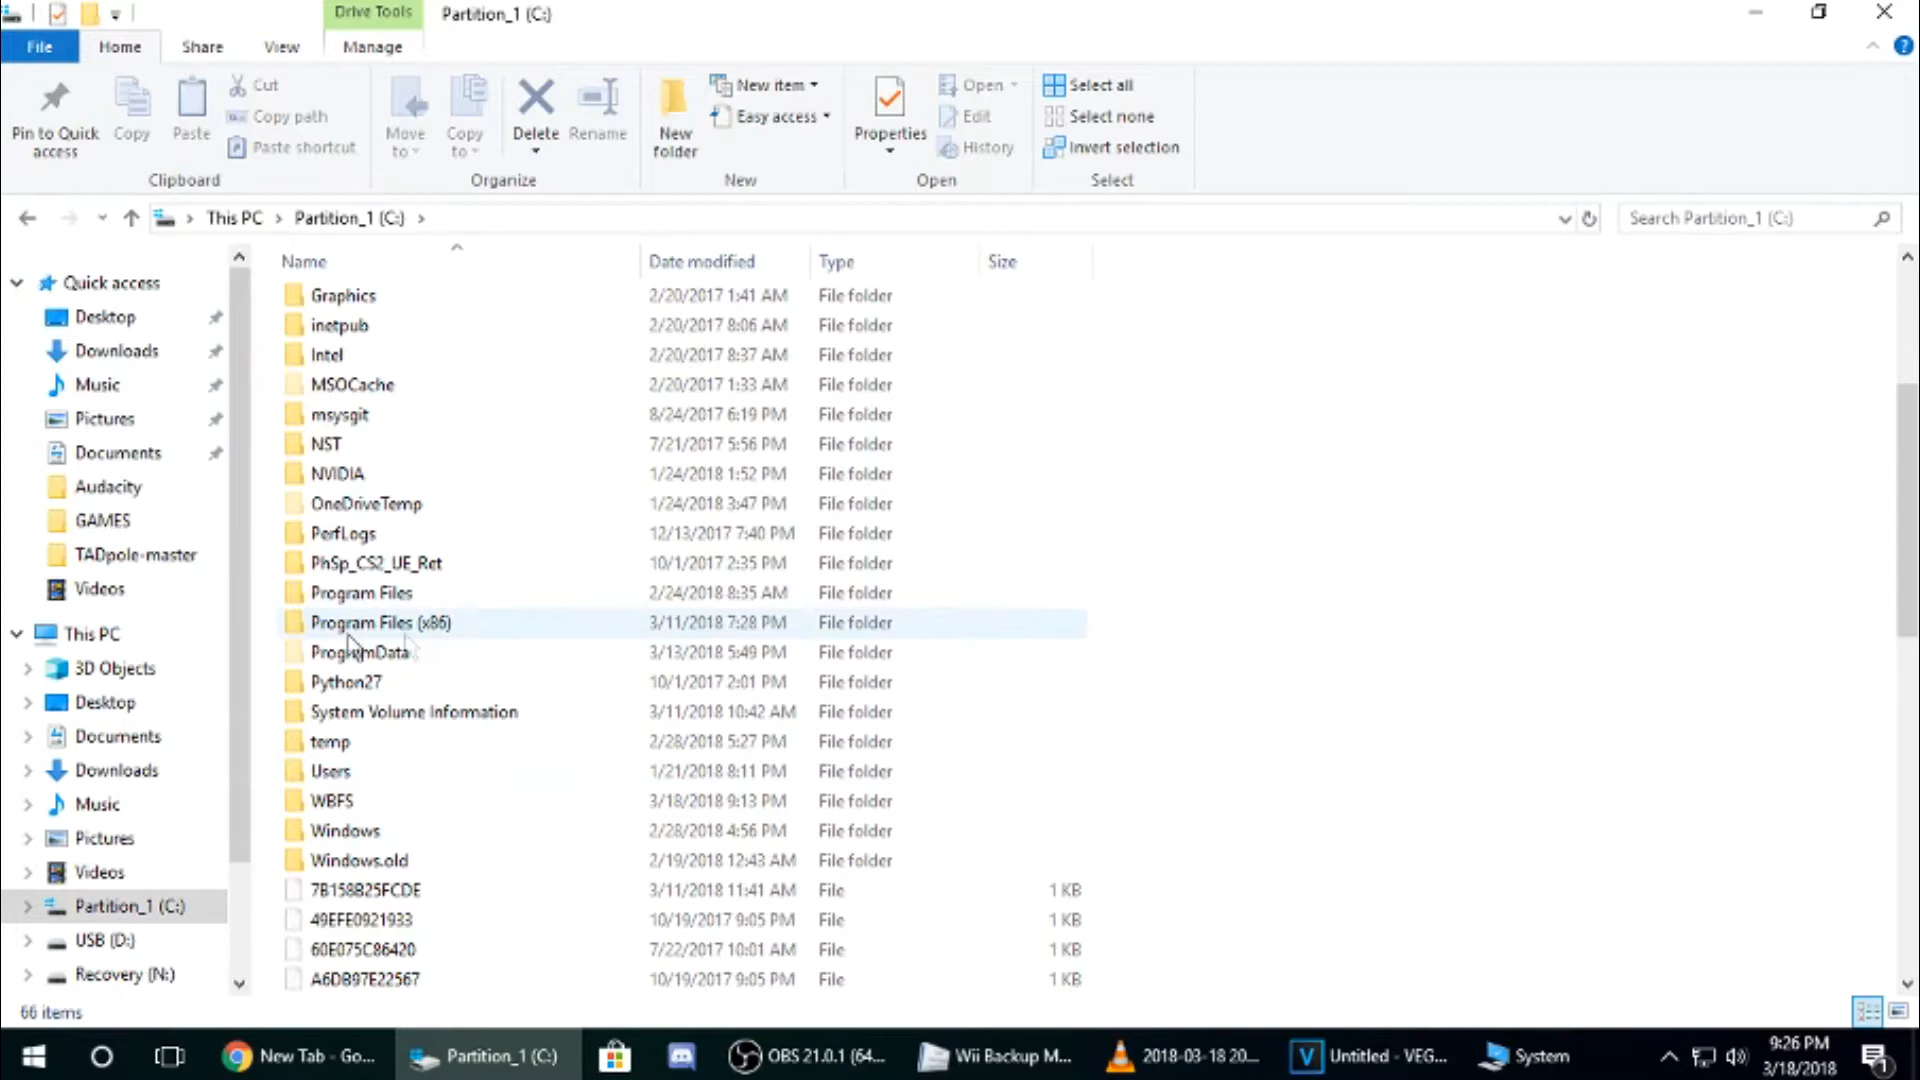 Drive Tools
Partition_1 (C:)
File
Home
Share
View
Manage
Pin to Quick access
Copy
Paste
Cut
Copy path
Paste shortcut
Clipboard
Move to
Copy to
Delete
Rename
Organize
New folder
New item
Easy access
New
Properties
Open
Edit
History
Open
Select all
Select none
Invert selection
Select
This PC > Partition_1 (C:) >
Search Partition_1 (C:)
Quick access
Desktop
Downloads
Music
Pictures
Documents
Audacity
GAMES
TADpole-master
Videos
This PC
3D Objects
Desktop
Documents
Downloads
Music
Pictures
Videos
Partition_1 (C:)
USB (D:)
Recovery (N:)
Name Date modified Type Size
Graphics 2/20/2017 1:41 AM File folder
inetpub 2/20/2017 8:06 AM File folder
Intel 2/20/2017 8:37 AM File folder
MSOCache 2/20/2017 1:33 AM File folder
msysgit 8/24/2017 6:19 PM File folder
NST 7/21/2017 5:56 PM File folder
NVIDIA 1/24/2018 1:52 PM File folder
OneDriveTemp 1/24/2018 3:47 PM File folder
PerfLogs 12/13/2017 7:40 PM File folder
PhSp_CS2_UE_Ret 10/1/2017 2:35 PM File folder
Program Files 2/24/2018 8:35 AM File folder
Program Files (x86) 3/11/2018 7:28 PM File folder
ProgramData 3/13/2018 5:49 PM File folder
Python27 10/1/2017 2:01 PM File folder
System Volume Information 3/11/2018 10:42 AM File folder
temp 2/28/2018 5:27 PM File folder
Users 1/21/2018 8:11 PM File folder
WBFS 3/18/2018 9:13 PM File folder
Windows 2/28/2018 4:56 PM File folder
Windows.old 2/19/2018 12:43 AM File folder
7B158B25FCDE 3/11/2018 11:41 AM File 1 KB
49EFE0921933 10/19/2017 9:05 PM File 1 KB
60E075C86420 7/22/2017 10:01 AM File 1 KB
A6DB97E22567 10/19/2017 9:05 PM File 1 KB
66 items
New Tab - Go...
Partition_1 (C:)
OBS 21.0.1 (64...
Wii Backup M...
2018-03-18 20...
V
Untitled - VEG...
System
9:26 PM
3/18/2018
1